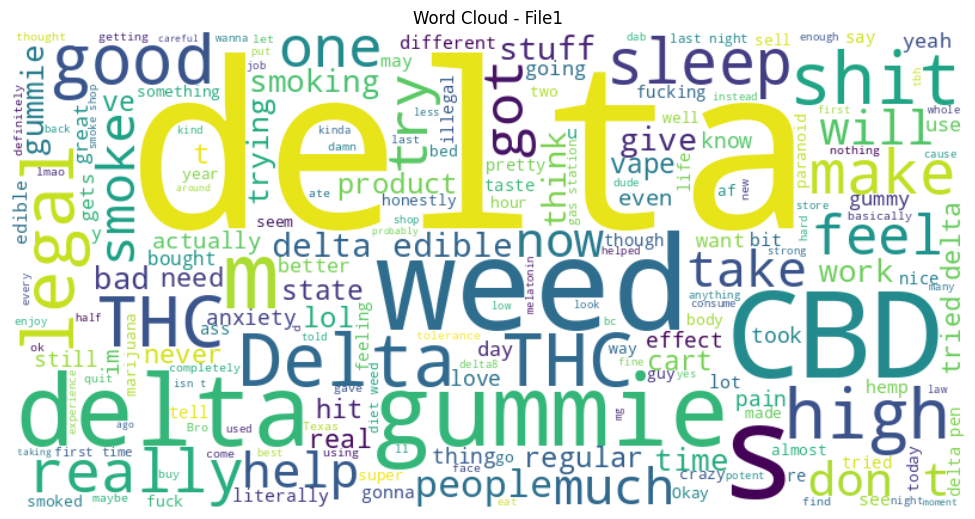 Word Cloud - File1
thought getting careful wanna let put one may different stuff last night sell enough say yeah
good job delta sleep shit
definitely gummie back smoke shop something smoking going two dab fucking instead tbh first whole
smoke ve great kind kinda damn last less illegal got well will use
edible legal gets t year trying try bed give know paranoid make nothing cause
lmao y around ate product pretty taste hour think gas station vape even life af new dude gummy basically
honestly seem shop probably store hard
actually bought delta edible now though helped want bit strong feel
every bad need m better state weed take work nice many tried delta
enjoy half THC anxiety lol low melatonin look anything consume body CBD
ok ass told bc
still im marijuana never Delta THC feeling tolerance day way effect cart took
quit completely isn t gave delta8 love fine yes guy lot pain made hemp law
delta gummie s high
experience tell hit diet weed
ago Bro used Texas real mg almost today delta pen
taking really first time come using best ll thing go face regular time crazy potent re tried
help super people much Okay don t
smoked maybe fuck buy literally gonna eat find see night moment